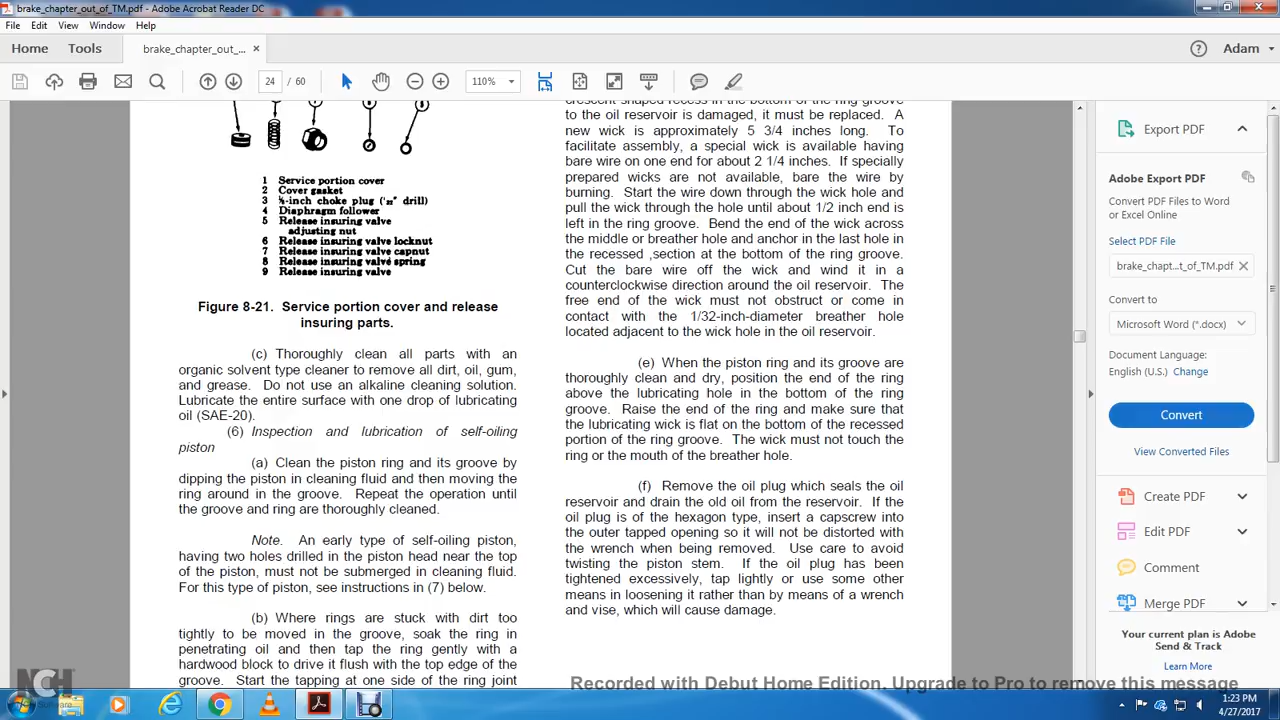 brake_chapter_out_of_TM.pdf - Adobe Acrobat Reader DC
File Edit View Window Help
Home Tools brake_chapter_out_... × Adam
24 / 60 110%
1 Service portion cover
2 Cover gasket
3 ⅜-inch choke plug ( " drill)
4 Diaphragm follower
5 Release insuring valve
adjusting nut
6 Release insuring valve locknut
7 Release insuring valve capnut
8 Release insuring valve spring
9 Release insuring valve
Figure 8-21. Service portion cover and release
insuring parts.
(c) Thoroughly clean all parts with an
organic solvent type cleaner to remove all dirt, oil, gum,
and grease. Do not use an alkaline cleaning solution.
Lubricate the entire surface with one drop of lubricating
oil (SAE-20).
(6) Inspection and lubrication of self-oiling
piston
(a) Clean the piston ring and its groove by
dipping the piston in cleaning fluid and then moving the
ring around in the groove. Repeat the operation until
the groove and ring are thoroughly cleaned.
Note. An early type of self-oiling piston,
having two holes drilled in the piston head near the top
of the piston, must not be submerged in cleaning fluid.
For this type of piston, see instructions in (7) below.
(b) Where rings are stuck with dirt too
tightly to be moved in the groove, soak the ring in
penetrating oil and then tap the ring gently with a
hardwood block to drive it flush with the top edge of the
groove. Start the tapping at one side of the ring joint
crescent shaped recess in the bottom of the ring groove
to the oil reservoir is damaged, it must be replaced. A
new wick is approximately 5 3/4 inches long. To
facilitate assembly, a special wick is available having
bare wire on one end for about 2 1/4 inches. If specially
prepared wicks are not available, bare the wire by
burning. Start the wire down through the wick hole and
pull the wick through the hole until about 1/2 inch end is
left in the ring groove. Bend the end of the wick across
the middle or breather hole and anchor in the last hole in
the recessed ,section at the bottom of the ring groove.
Cut the bare wire off the wick and wind it in a
counterclockwise direction around the oil reservoir. The
free end of the wick must not obstruct or come in
contact with the 1/32-inch-diameter breather hole
located adjacent to the wick hole in the oil reservoir.
(e) When the piston ring and its groove are
thoroughly clean and dry, position the end of the ring
above the lubricating hole in the bottom of the ring
groove. Raise the end of the ring and make sure that
the lubricating wick is flat on the bottom of the recessed
portion of the ring groove. The wick must not touch the
ring or the mouth of the breather hole.
(f) Remove the oil plug which seals the oil
reservoir and drain the old oil from the reservoir. If the
oil plug is of the hexagon type, insert a capscrew into
the outer tapped opening so it will not be distorted with
the wrench when being removed. Use care to avoid
twisting the piston stem. If the oil plug has been
tightened excessively, tap lightly or use some other
means in loosening it rather than by means of a wrench
and vise, which will cause damage.
Export PDF
Adobe Export PDF
Convert PDF Files to Word
or Excel Online
Select PDF File
brake_chapt...t_of_TM.pdf ×
Convert to
Microsoft Word (*.docx)
Document Language:
English (U.S.) Change
Convert
View Converted Files
Create PDF
Edit PDF
Comment
Merge PDF
Your current plan is Adobe
Send & Track
Learn More
Recorded with Debut Home Edition. Upgrade to Pro to remove this message
NCH Software
1:23 PM
4/27/2017